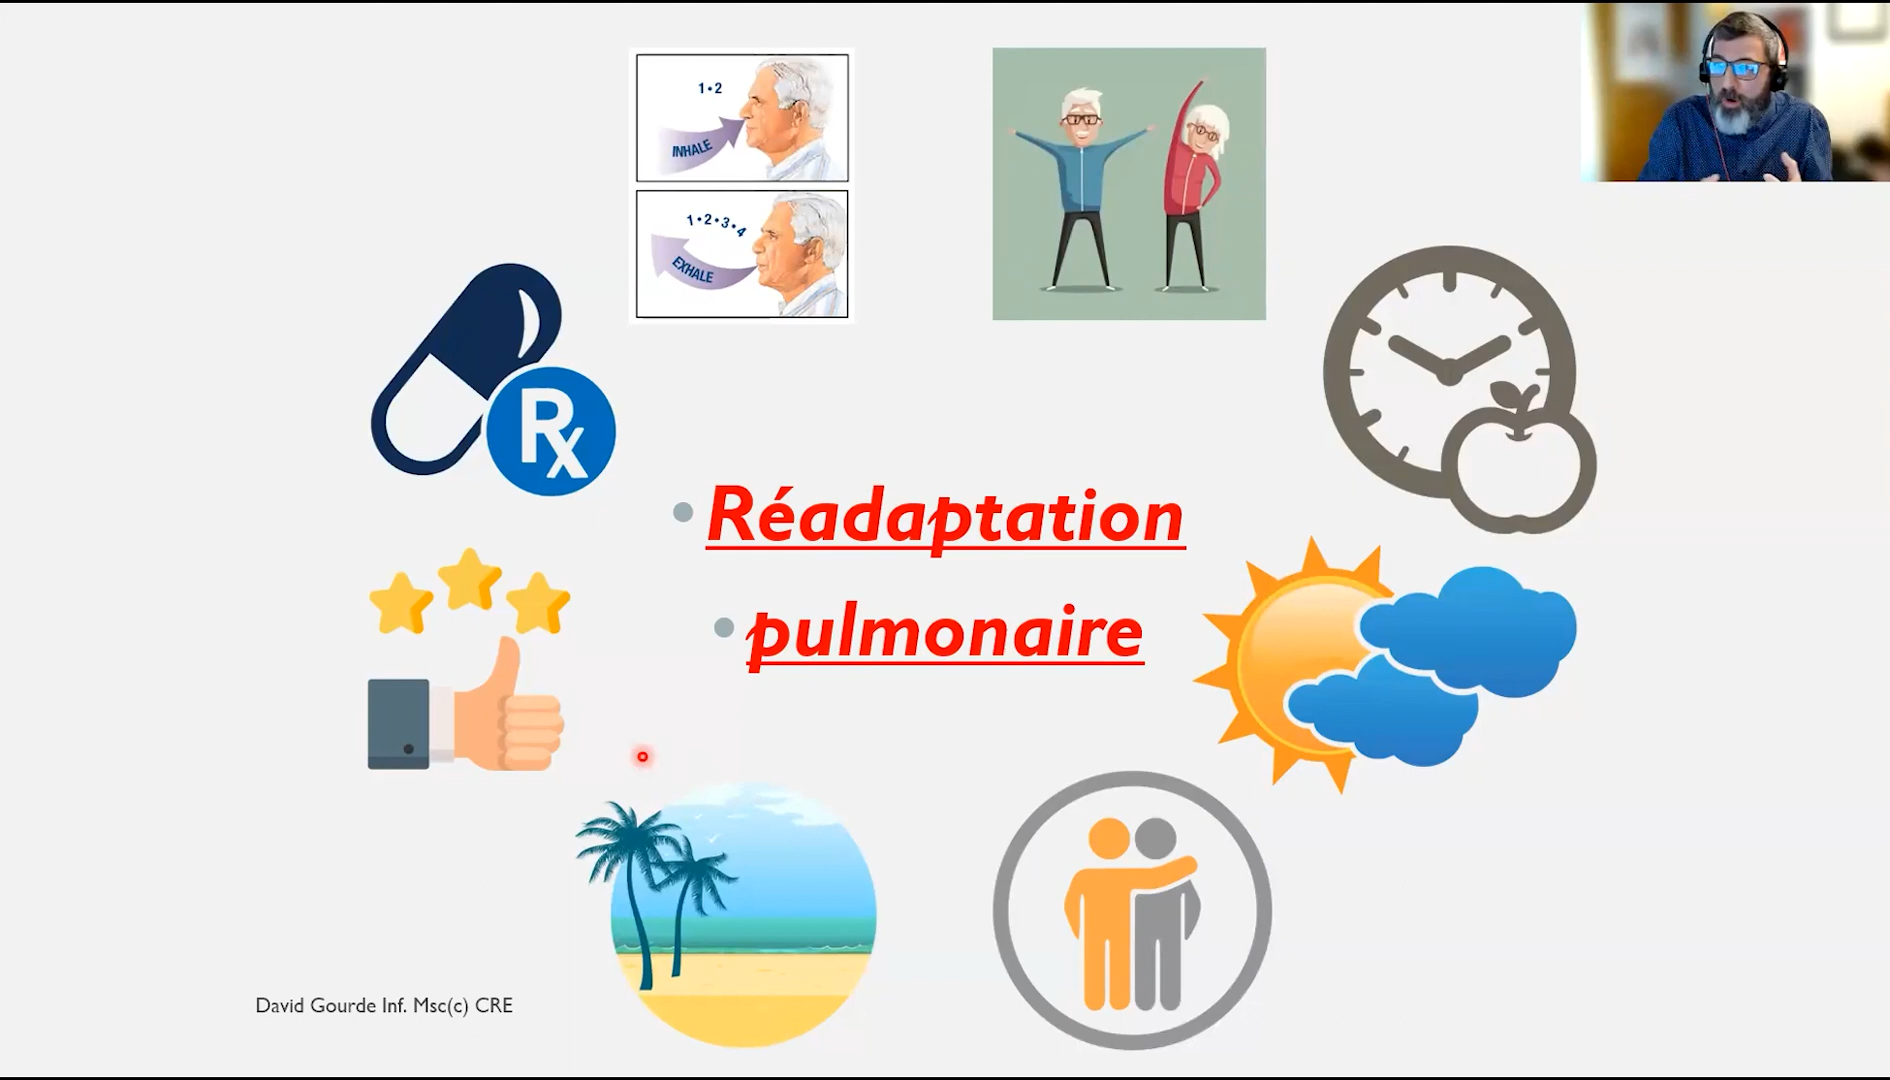 1•2
INHALE
1•2•3•4
EXHALE
Rx
• Réadaptation
• pulmonaire
David Gourde Inf. Msc(c) CRE